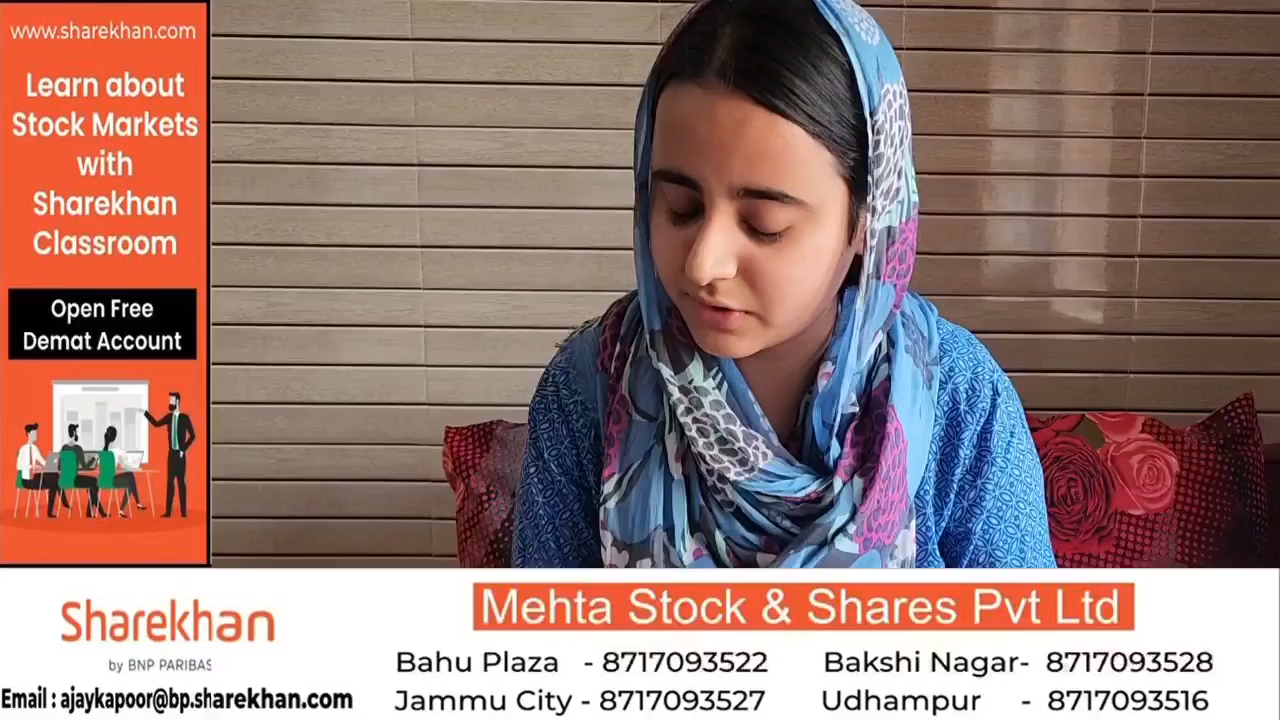 www.sharekhan.com
Learn about
Stock Markets
with
Sharekhan
Classroom
Open Free
Demat Account
Sharekhan
by BNP PARIBAS
Email : ajaykapoor@bp.sharekhan.com
Mehta Stock & Shares Pvt Ltd
Bahu Plaza - 8717093522 Bakshi Nagar- 8717093528
Jammu City - 8717093527 Udhampur - 8717093516